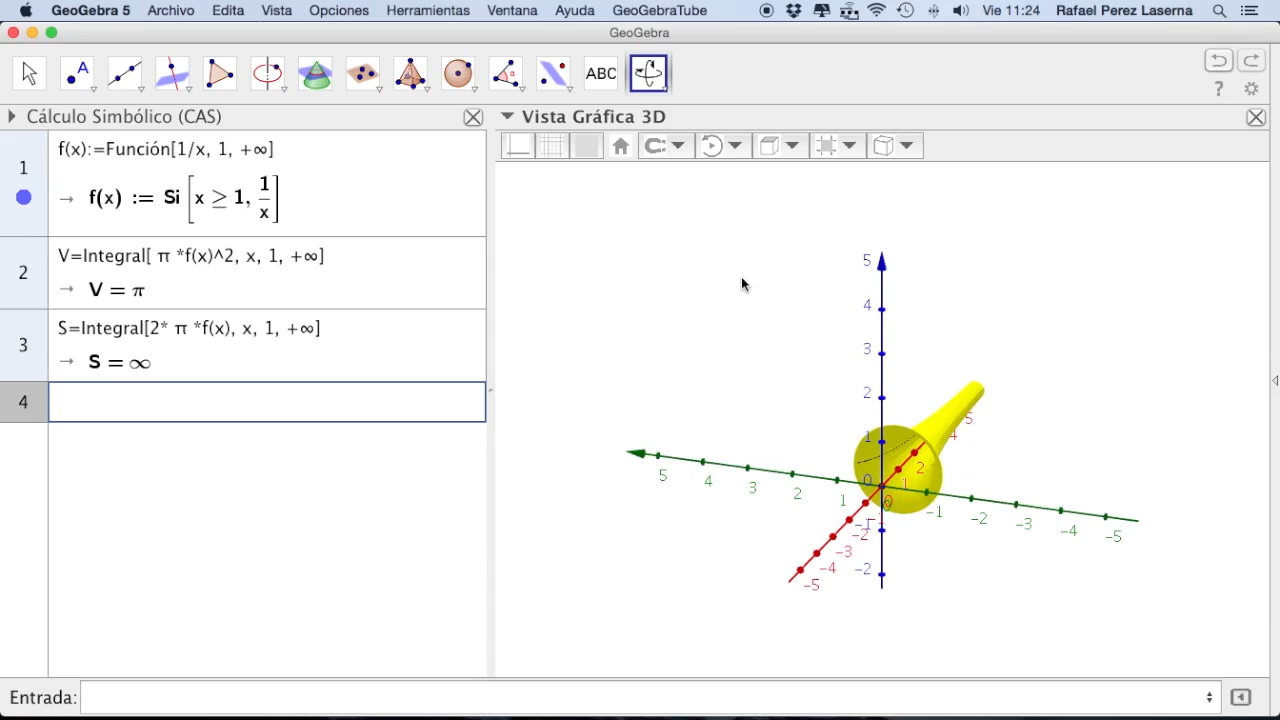 GeoGebra 5 Archivo Edita Vista Opciones Herramientas Ventana Ayuda GeoGebraTube Vie 11:24 Rafael Perez Laserna
GeoGebra
A ABC α ?
Cálculo Simbólico (CAS)
Vista Gráfica 3D
1
f(x):=Función[1/x, 1, +∞]
→ f(x) := Si [x ≥ 1, 1/x]
2
V=Integral[ π *f(x)^2, x, 1, +∞]
→ V = π
3
S=Integral[2* π *f(x), x, 1, +∞]
→ S = ∞
4
5
4
3
2
1
0
-1
-2
5 4 3 2 1 0 -1 -2 -3 -4 -5
5
4
2
1
-1
-2
-3
-4
-5
Entrada: